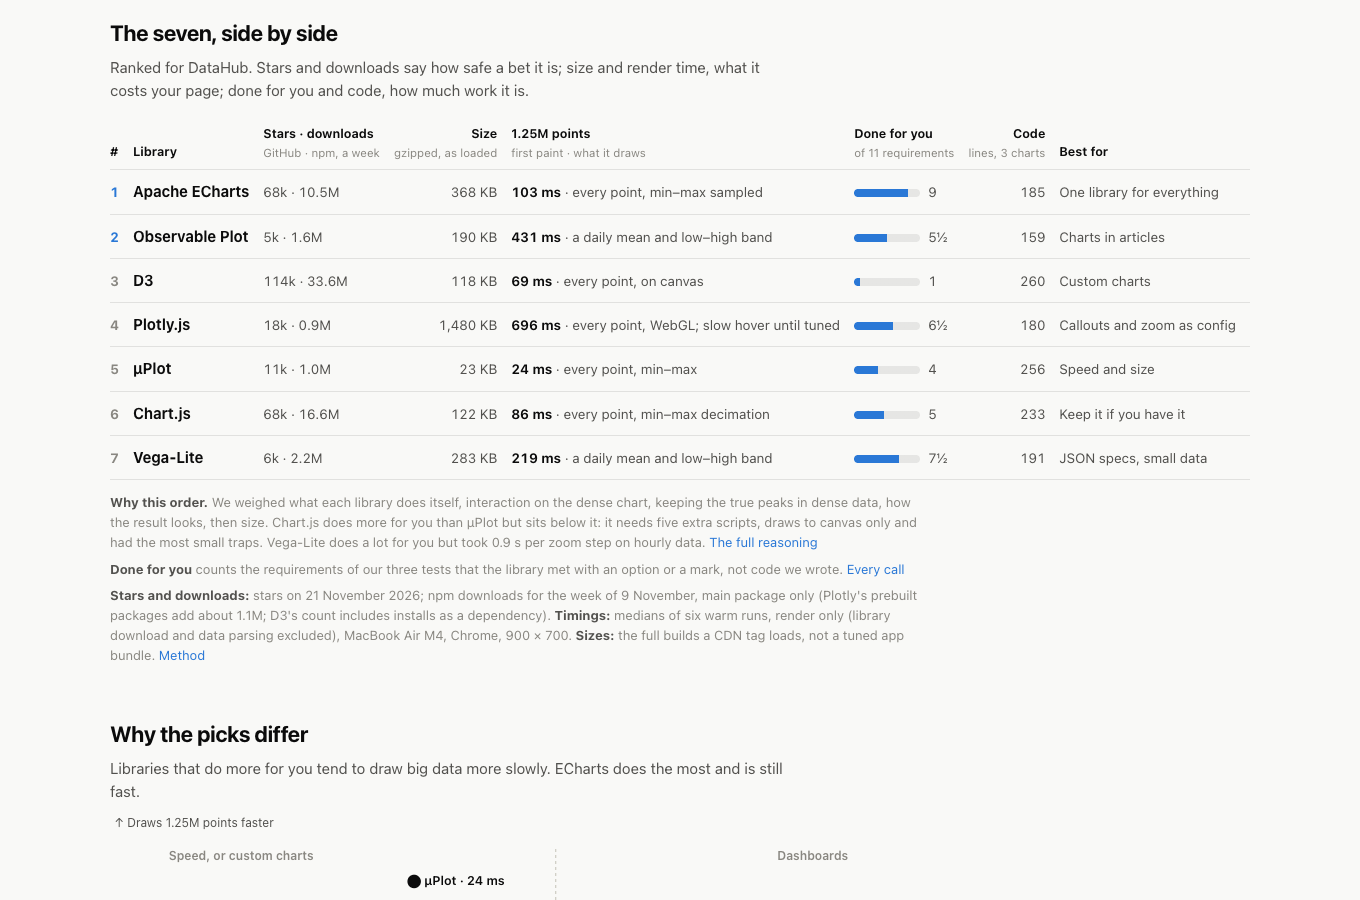 The seven, side by side
Ranked for DataHub. Stars and downloads say how safe a bet it is; size and render time, what it
costs your page; done for you and code, how much work it is.
# Library Stars · downloads GitHub · npm, a week Size gzipped, as loaded 1.25M points first paint · what it draws Done for you of 11 requirements Code lines, 3 charts Best for
1 Apache ECharts 68k · 10.5M 368 KB 103 ms · every point, min–max sampled 9 185 One library for everything
2 Observable Plot 5k · 1.6M 190 KB 431 ms · a daily mean and low–high band 5½ 159 Charts in articles
3 D3 114k · 33.6M 118 KB 69 ms · every point, on canvas 1 260 Custom charts
4 Plotly.js 18k · 0.9M 1,480 KB 696 ms · every point, WebGL; slow hover until tuned 6½ 180 Callouts and zoom as config
5 µPlot 11k · 1.0M 23 KB 24 ms · every point, min–max 4 256 Speed and size
6 Chart.js 68k · 16.6M 122 KB 86 ms · every point, min–max decimation 5 233 Keep it if you have it
7 Vega-Lite 6k · 2.2M 283 KB 219 ms · a daily mean and low–high band 7½ 191 JSON specs, small data
Why this order. We weighed what each library does itself, interaction on the dense chart, keeping the true peaks in dense data, how
the result looks, then size. Chart.js does more for you than µPlot but sits below it: it needs five extra scripts, draws to canvas only and
had the most small traps. Vega-Lite does a lot for you but took 0.9 s per zoom step on hourly data. The full reasoning
Done for you counts the requirements of our three tests that the library met with an option or a mark, not code we wrote. Every call
Stars and downloads: stars on 21 November 2026; npm downloads for the week of 9 November, main package only (Plotly's prebuilt
packages add about 1.1M; D3's count includes installs as a dependency). Timings: medians of six warm runs, render only (library
download and data parsing excluded), MacBook Air M4, Chrome, 900 × 700. Sizes: the full builds a CDN tag loads, not a tuned app
bundle. Method
Why the picks differ
Libraries that do more for you tend to draw big data more slowly. ECharts does the most and is still
fast.
↑ Draws 1.25M points faster
Speed, or custom charts
Dashboards
µPlot · 24 ms